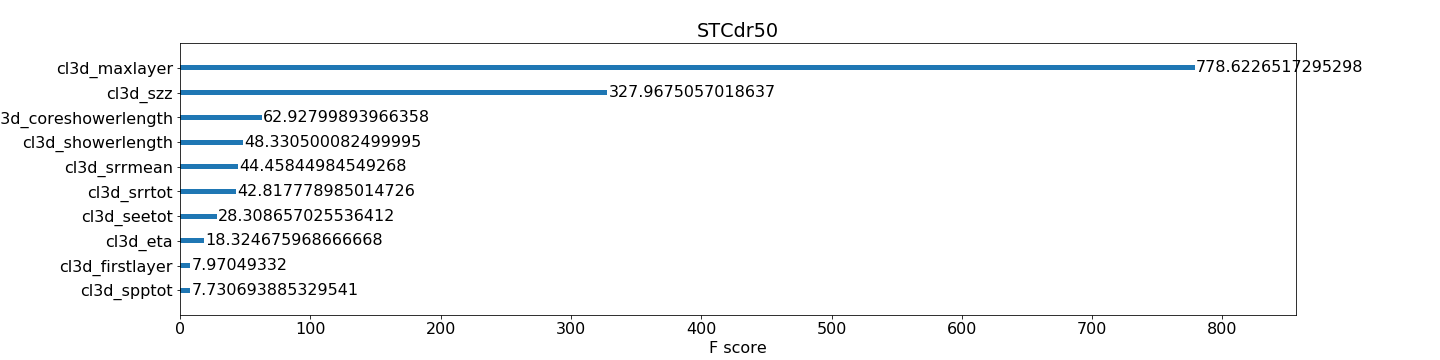 STCdr50
cl3d_maxlayer 778.6226517295298
cl3d_szz 327.9675057018637
3d_coreshowerlength 62.92799893966358
cl3d_showerlength 48.330500082499995
cl3d_srrmean 44.45844984549268
cl3d_srrtot 42.817778985014726
cl3d_seetot 28.308657025536412
cl3d_eta 18.324675968666668
cl3d_firstlayer 7.97049332
cl3d_spptot 7.730693885329541
0 100 200 300 400 500 600 700 800
F score